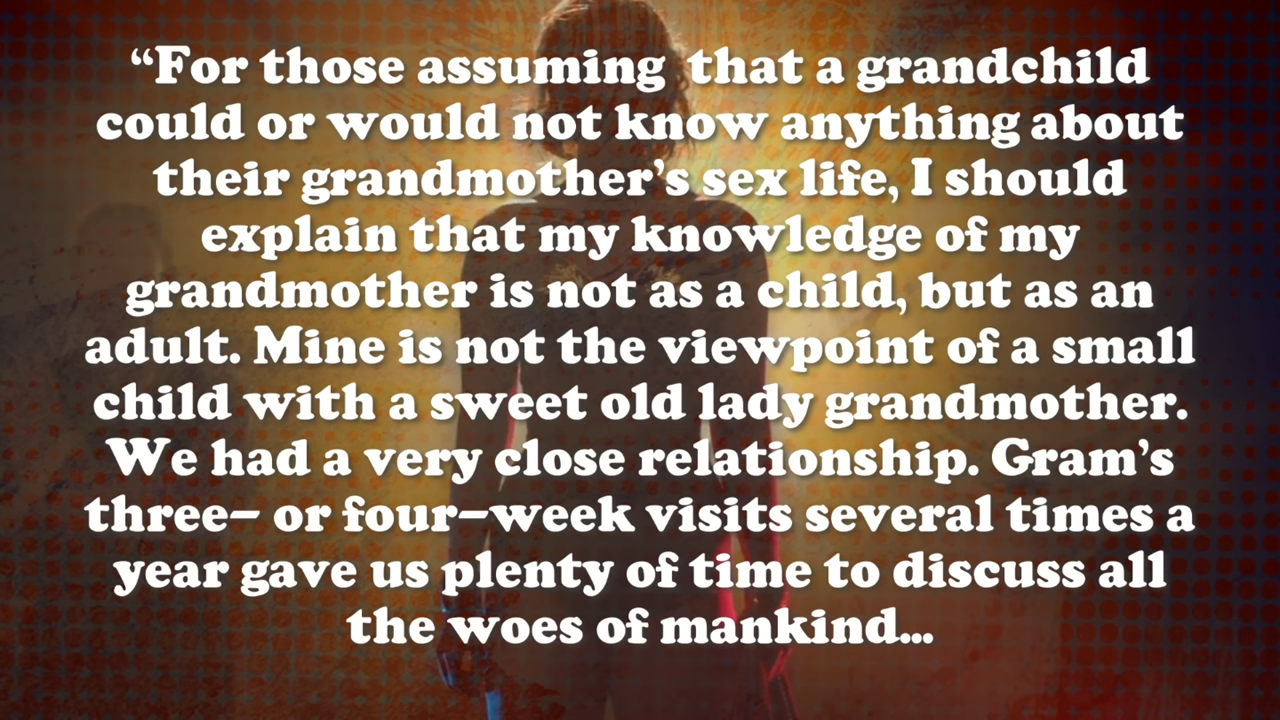 “For those assuming that a grandchild
could or would not know anything about
their grandmother’s sex life, I should
explain that my knowledge of my
grandmother is not as a child, but as an
adult. Mine is not the viewpoint of a small
child with a sweet old lady grandmother.
We had a very close relationship. Gram’s
three– or four–week visits several times a
year gave us plenty of time to discuss all
the woes of mankind...